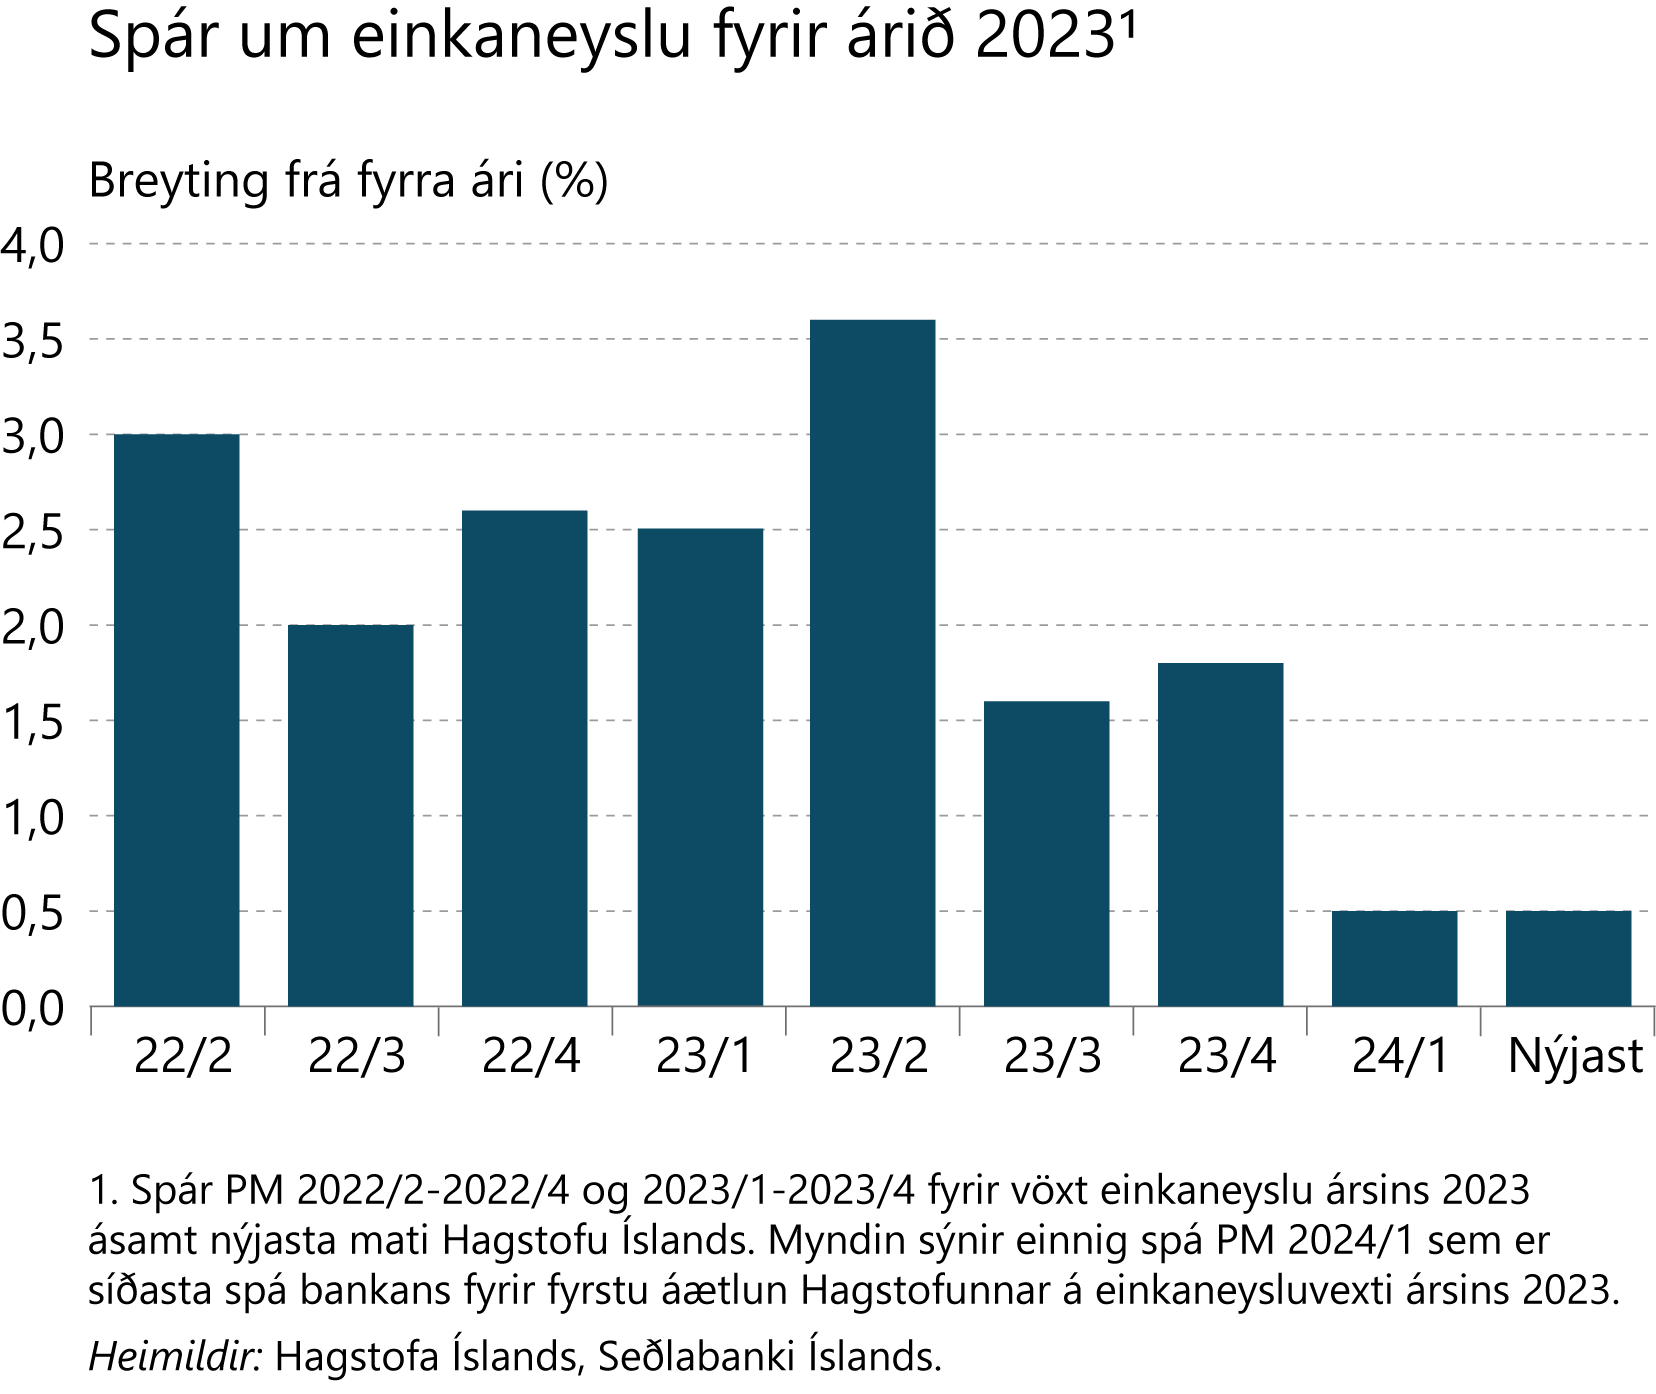 Spár um einkaneyslu fyrir árið 2023¹
Breyting frá fyrra ári (%)
4,0
3,5
3,0
2,5
2,0
1,5
1,0
0,5
0,0
22/2 22/3 22/4 23/1 23/2 23/3 23/4 24/1 Nýjast
1. Spár PM 2022/2-2022/4 og 2023/1-2023/4 fyrir vöxt einkaneyslu ársins 2023
ásamt nýjasta mati Hagstofu Íslands. Myndin sýnir einnig spá PM 2024/1 sem er
síðasta spá bankans fyrir fyrstu áætlun Hagstofunnar á einkaneysluvexti ársins 2023.
Heimildir: Hagstofa Íslands, Seðlabanki Íslands.